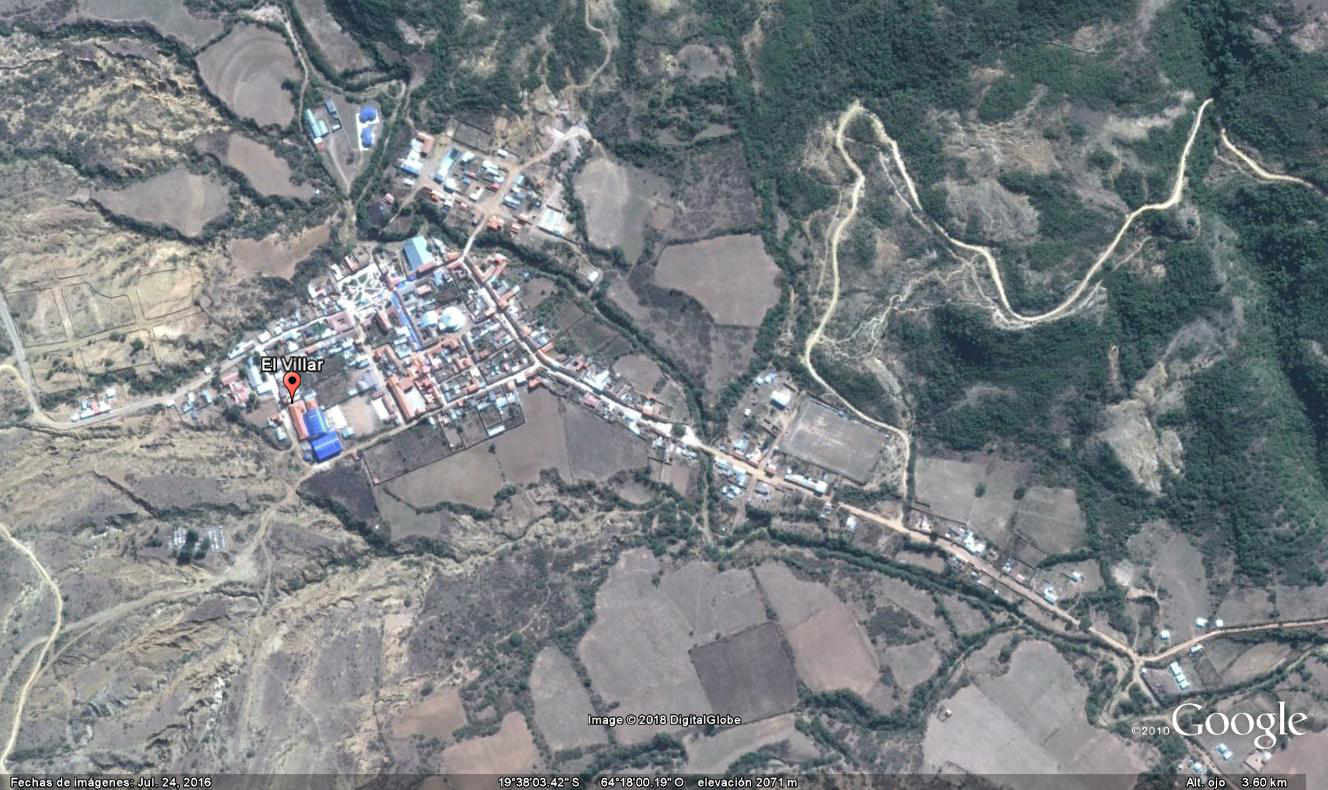 El Villar
Image © 2018 DigitalGlobe
©2010 Google
Fechas de imágenes: Jul. 24, 2016 19°38'03.42" S 64°18'00.19" O elevación 2071 m Alt. ojo 3.60 km